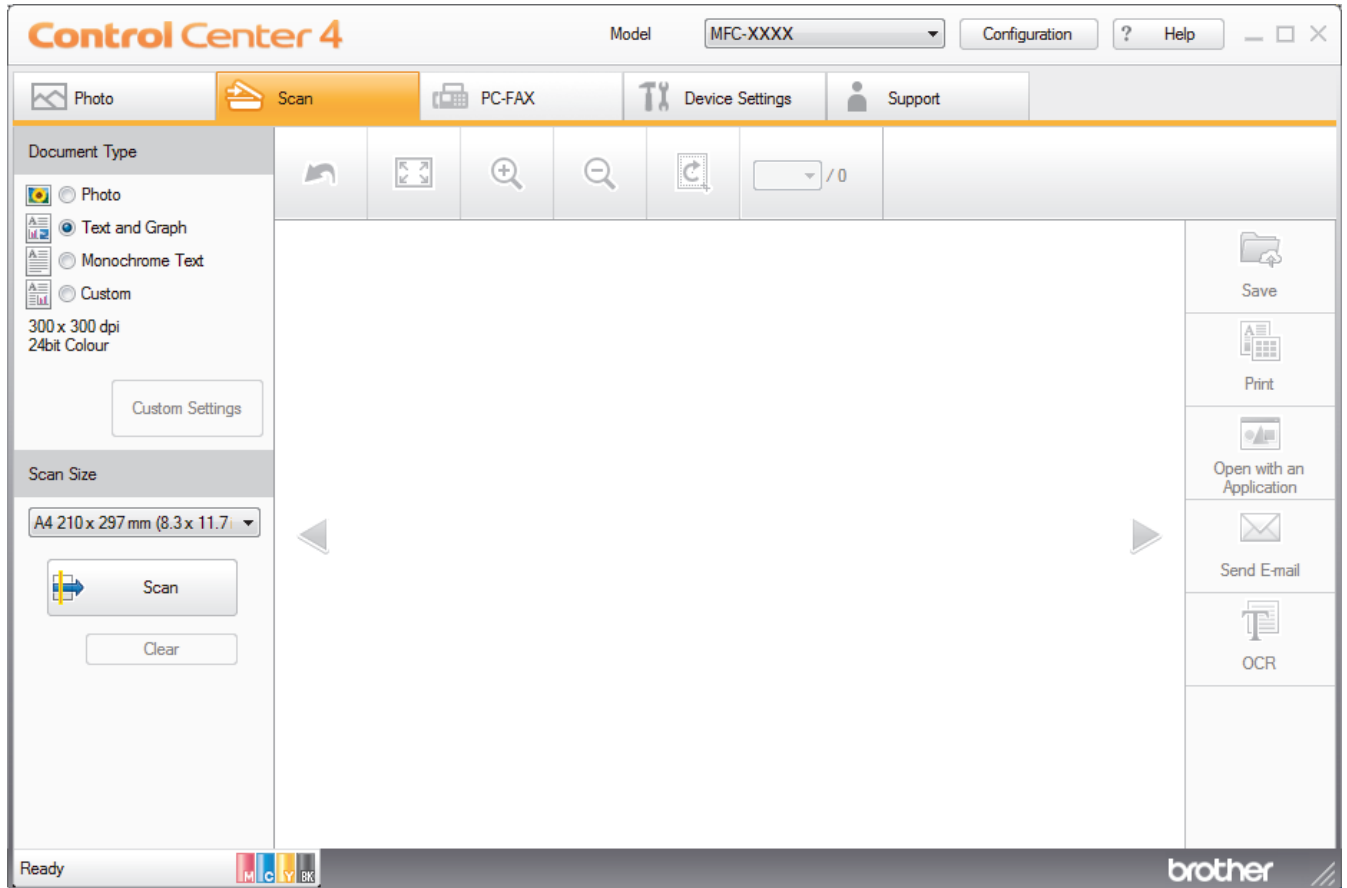 Control Center 4
Model
MFC-XXXX
Configuration
? Help
Photo
Scan
PC-FAX
Device Settings
Support
Document Type
Photo
Text and Graph
Monochrome Text
Custom
300 x 300 dpi
24bit Colour
Custom Settings
Scan Size
A4 210 x 297 mm (8.3 x 11.7
Scan
Clear
/ 0
Save
Print
Open with an
Application
Send E-mail
OCR
Ready
M C Y BK
brother